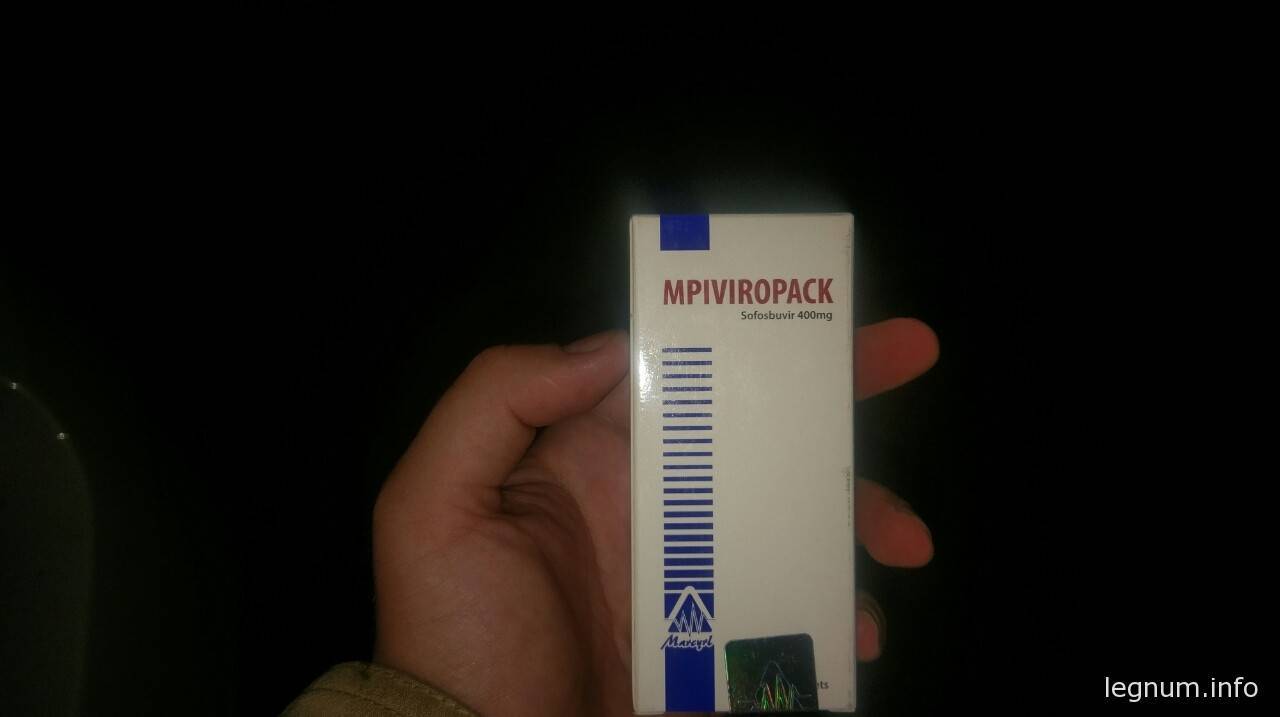 MPIVIROPACK
Sofosbuvir 400mg
Marcyrl
legnum.info